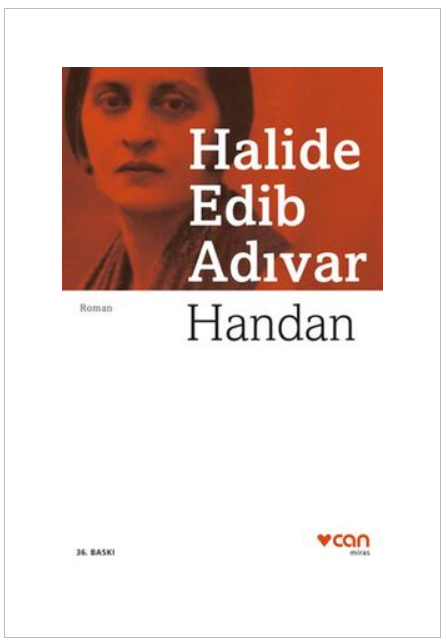 Halide
Edib
Adıvar
Roman
Handan
36. BASKI
can
miras